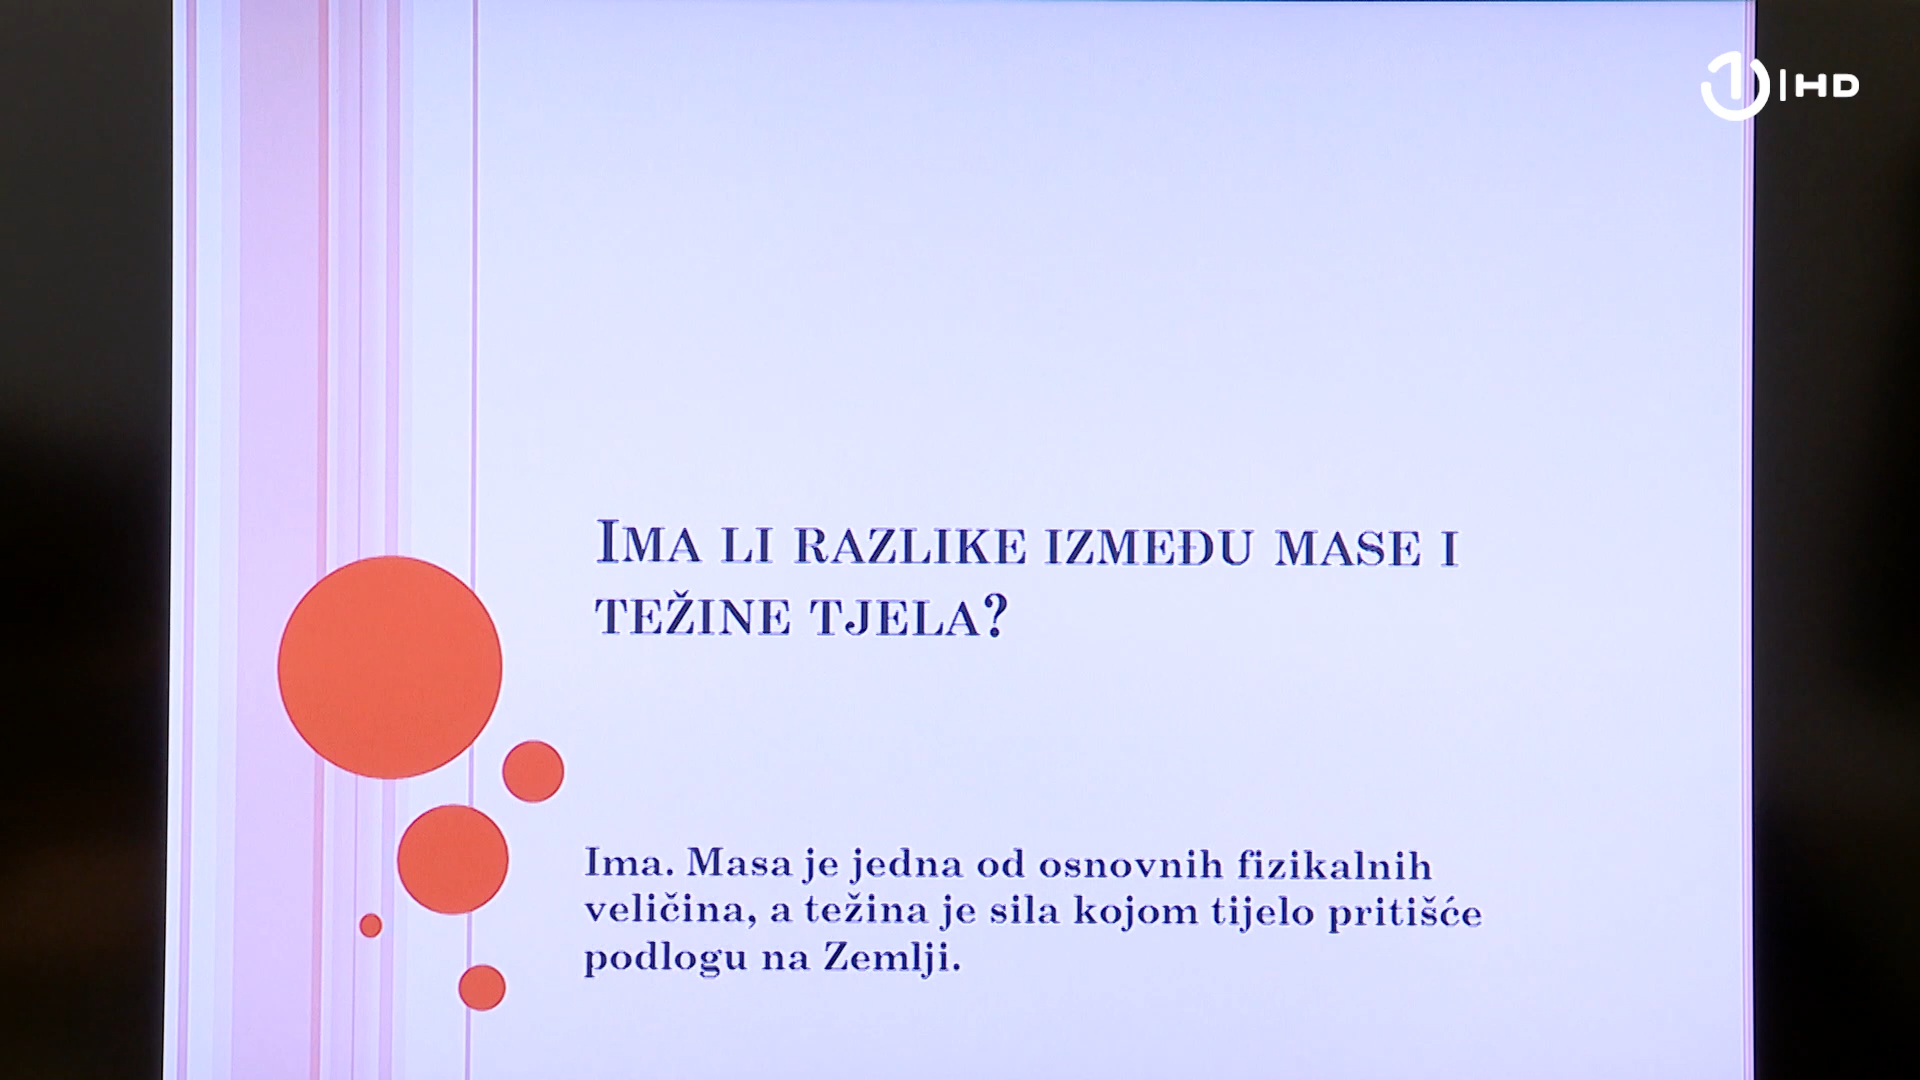 1|HD
IMA LI RAZLIKE IZMEĐU MASE I
TEŽINE TJELA?
Ima. Masa je jedna od osnovnih fizikalnih
veličina, a težina je sila kojom tijelo pritišće
podlogu na Zemlji.